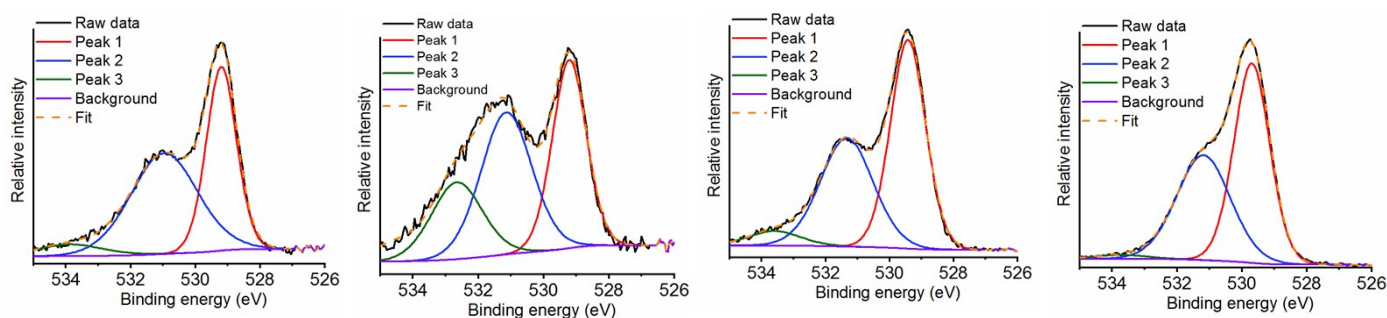 Raw data
Peak 1
Peak 2
Peak 3
Background
Fit
Relative intensity
534 532 530 528 526
Binding energy (eV)
Raw data
Peak 1
Peak 2
Peak 3
Background
Fit
Relative intensity
534 532 530 528 526
Binding energy (eV)
Raw data
Peak 1
Peak 2
Peak 3
Background
Fit
Relative intensity
534 532 530 528 526
Binding energy (eV)
Raw data
Peak 1
Peak 2
Peak 3
Background
Fit
Relative intensity
534 532 530 528 526
Binding energy (eV)